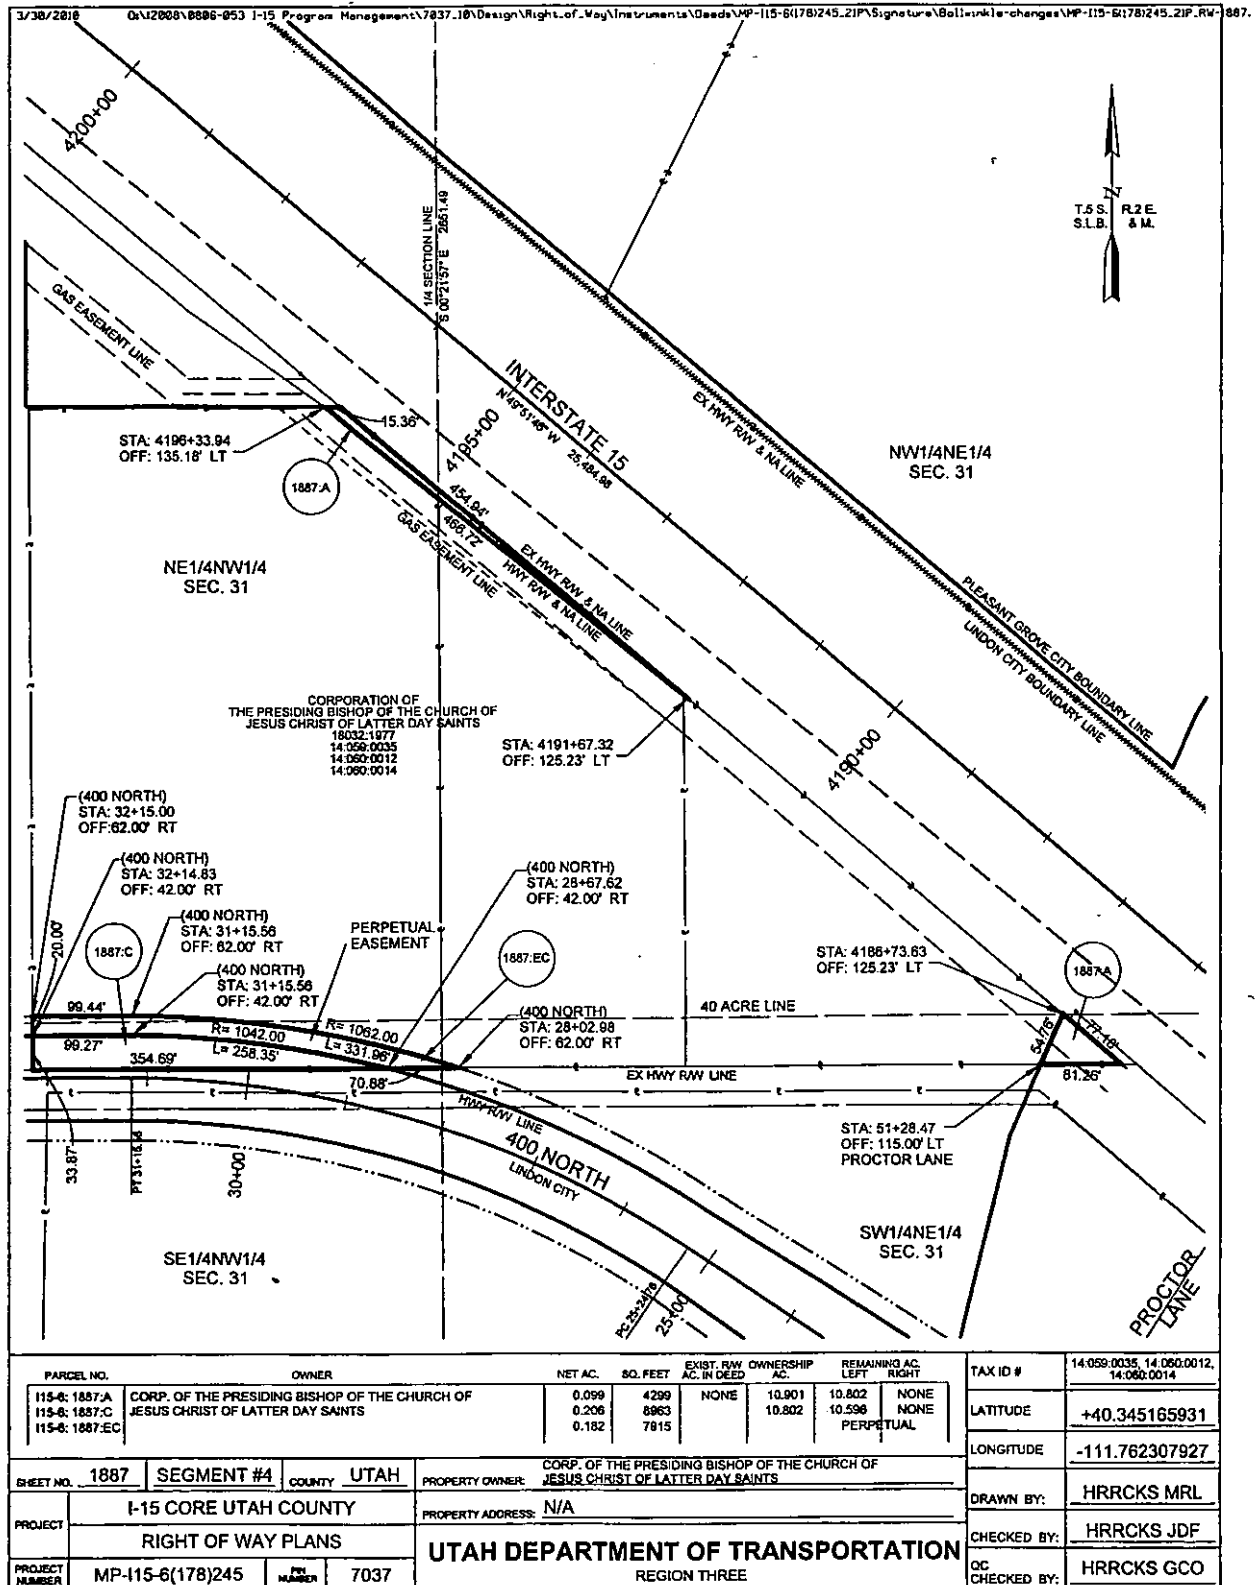 3/30/2010 O:\12008\0806-053 I-15 Program Management\7037_10\Design\Right_of_Way\Instruments\Deeds\MP-I15-6(178)245_21P\Signature\
4200+00
1/4 SECTION LINE
S 00°21'57" E 2651.49
N
T.5 S. R.2 E.
S.L.B. & M.
GAS EASEMENT LINE
INTERSTATE 15
N 49°51'46" W 25,484.98
EX HWY R/W & NA LINE
15.36'
STA: 4196+33.94
OFF: 135.18' LT
1887:A
4195+00
454.94'
466.72'
GAS EASEMENT LINE
EX HWY R/W & NA LINE
HWY R/W & NA LINE
NW1/4NE1/4
SEC. 31
NE1/4NW1/4
SEC. 31
PLEASANT GROVE CITY BOUNDARY LINE
LINDON CITY BOUNDARY LINE
CORPORATION OF
THE PRESIDING BISHOP OF THE CHURCH OF
JESUS CHRIST OF LATTER DAY SAINTS
18032:1977
14:059:0035
14:060:0012
14:060:0014
STA: 4191+67.32
OFF: 125.23' LT
4190+00
(400 NORTH)
STA: 32+15.00
OFF:62.00' RT
(400 NORTH)
STA: 32+14.83
OFF: 42.00' RT
(400 NORTH)
STA: 31+15.56
OFF: 62.00' RT
(400 NORTH)
STA: 31+15.56
OFF: 42.00' RT
PERPETUAL
EASEMENT
(400 NORTH)
STA: 28+67.62
OFF: 42.00' RT
1887:C
1887:EC
20.00'
STA: 4186+73.63
OFF: 125.23' LT
1887:A
(400 NORTH)
STA: 28+02.98
OFF: 62.00' RT
40 ACRE LINE
99.44'
R= 1042.00
R= 1062.00
99.27'
354.69'
L= 258.35'
L= 331.96'
70.88'
54.76'
77.18'
81.26'
EX HWY R/W LINE
HWY R/W LINE
400 NORTH
LINDON CITY
33.87'
PT 31+15.56
30+00
STA: 51+28.47
OFF: 115.00' LT
PROCTOR LANE
SE1/4NW1/4
SEC. 31
SW1/4NE1/4
SEC. 31
PC 25+24.76
25+00
PROCTOR
LANE
PARCEL NO. OWNER NET AC. SQ. FEET EXIST. R/W AC. IN DEED OWNERSHIP AC. REMAINING AC. LEFT RIGHT
I15-6: 1887:A CORP. OF THE PRESIDING BISHOP OF THE CHURCH OF 0.099 4299 NONE 10.901 10.802 NONE
I15-6: 1887:C JESUS CHRIST OF LATTER DAY SAINTS 0.206 8963 10.802 10.596 NONE
I15-6: 1887:EC 0.182 7915 PERPETUAL
TAX ID # 14:059:0035, 14:060:0012,
14:060:0014
LATITUDE +40.345165931
LONGITUDE -111.762307927
SHEET NO. 1887 SEGMENT #4 COUNTY UTAH
PROPERTY OWNER: CORP. OF THE PRESIDING BISHOP OF THE CHURCH OF
JESUS CHRIST OF LATTER DAY SAINTS
PROPERTY ADDRESS: N/A
DRAWN BY: HRRCKS MRL
PROJECT I-15 CORE UTAH COUNTY
RIGHT OF WAY PLANS
CHECKED BY: HRRCKS JDF
PROJECT NUMBER MP-I15-6(178)245 PIN NUMBER 7037
UTAH DEPARTMENT OF TRANSPORTATION
REGION THREE
QC CHECKED BY: HRRCKS GCO